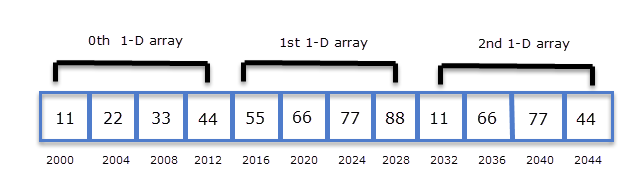 0th 1-D array 1st 1-D array 2nd 1-D array
11 22 33 44 55 66 77 88 11 66 77 44
2000 2004 2008 2012 2016 2020 2024 2028 2032 2036 2040 2044